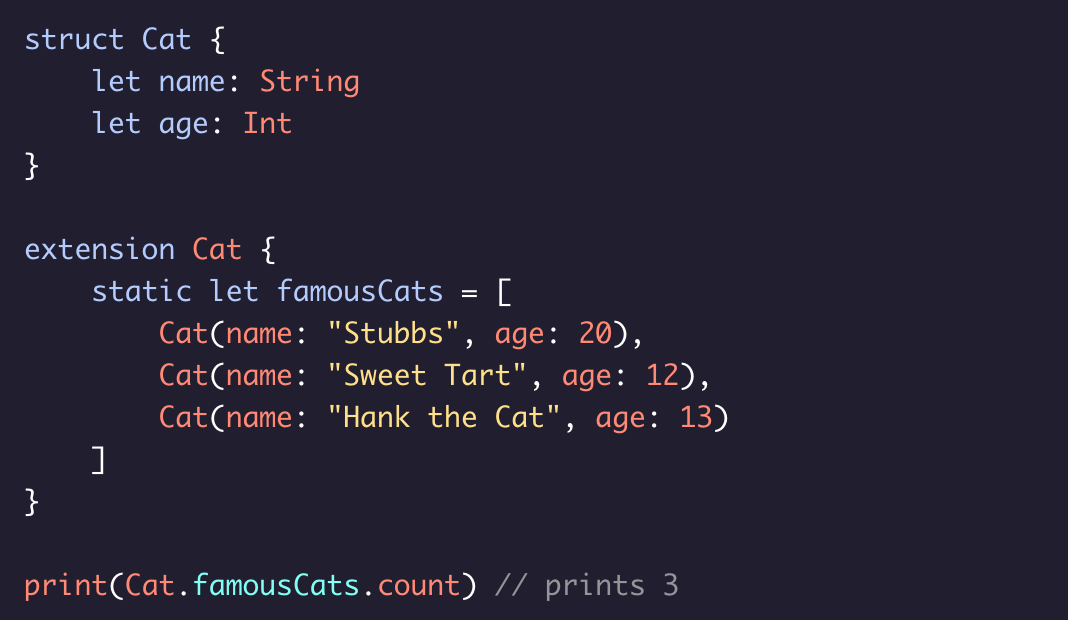 struct Cat {
    let name: String
    let age: Int
}

extension Cat {
    static let famousCats = [
        Cat(name: "Stubbs", age: 20),
        Cat(name: "Sweet Tart", age: 12),
        Cat(name: "Hank the Cat", age: 13)
    ]
}

print(Cat.famousCats.count) // prints 3